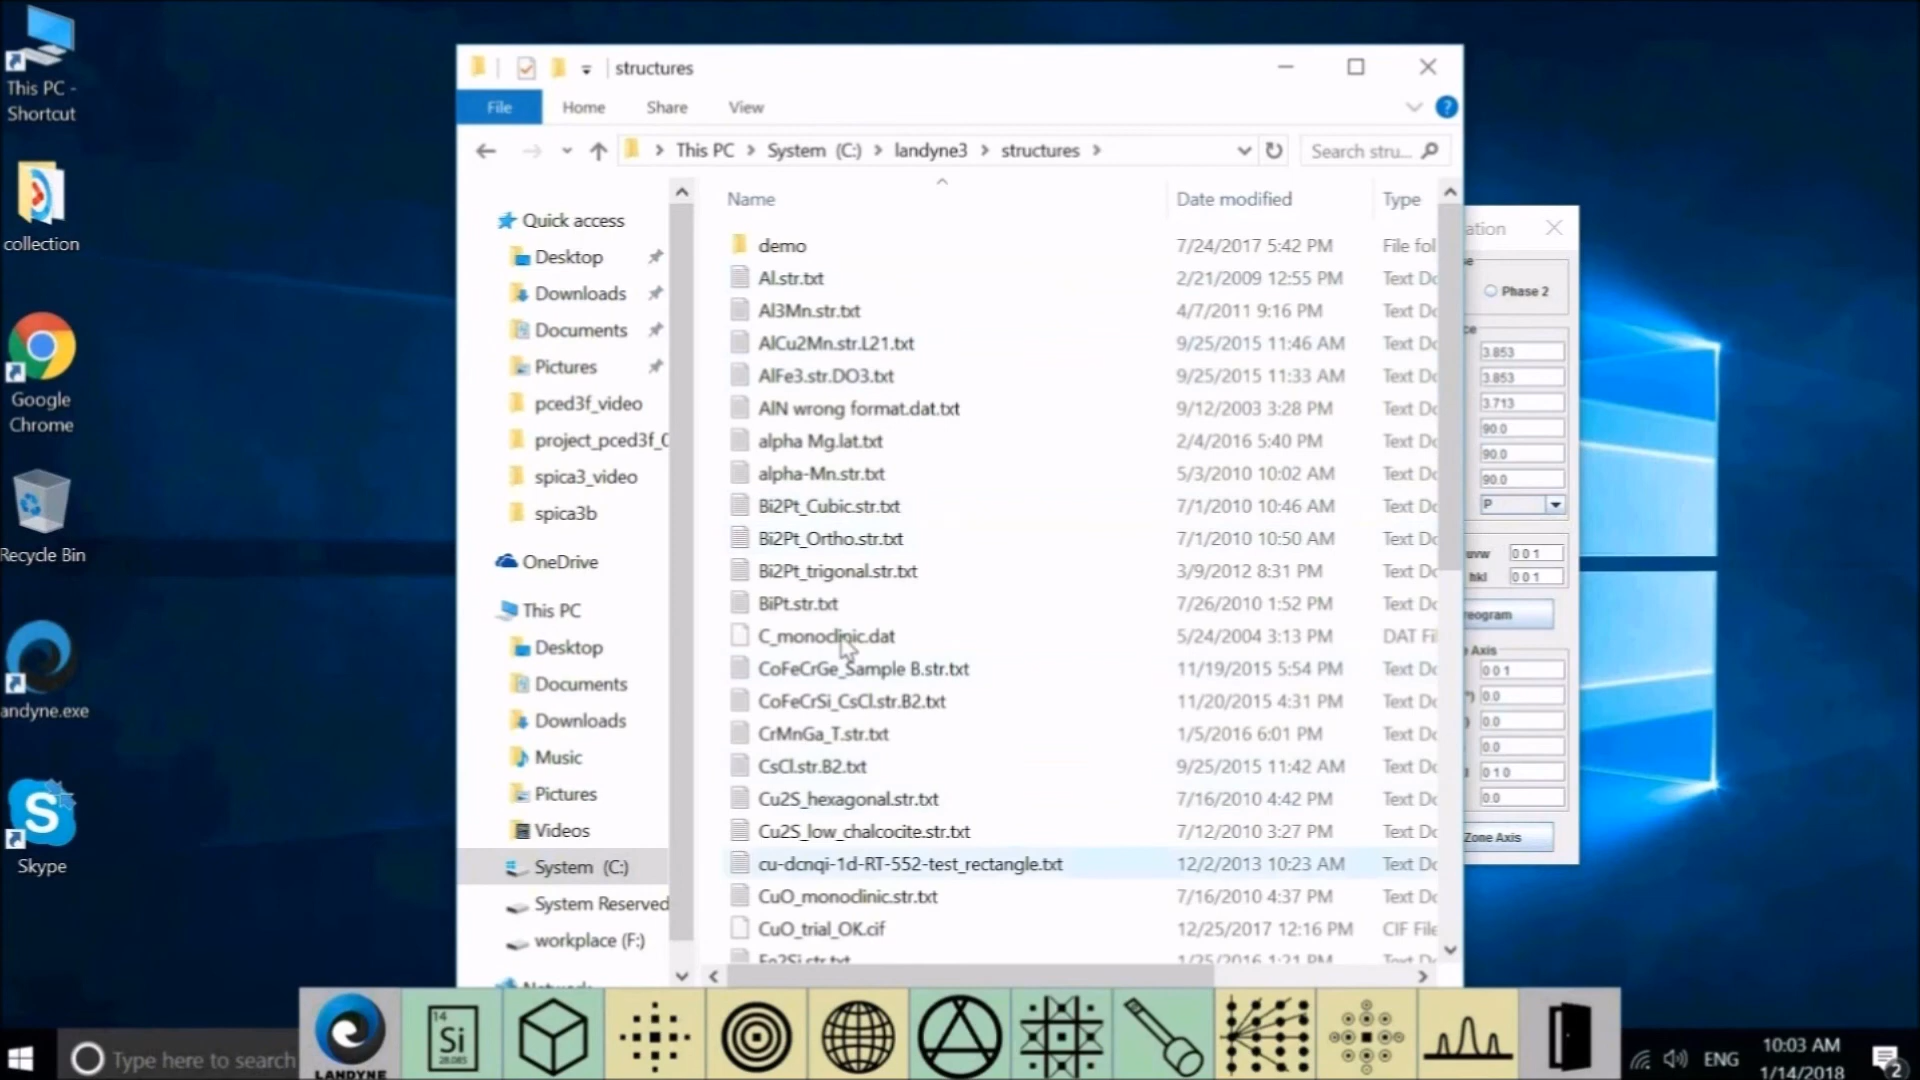 This PC -
Shortcut
collection
Google
Chrome
Recycle Bin
andyne.exe
Skype
structures
File
Home
Share
View
This PC
System (C:)
landyne3
structures
Search stru...
Quick access
Desktop
Downloads
Documents
Pictures
pced3f_video
project_pced3f_0
spica3_video
spica3b
OneDrive
This PC
Desktop
Documents
Downloads
Music
Pictures
Videos
System (C:)
System Reserved
workplace (F:)
Name Date modified Type
demo 7/24/2017 5:42 PM File fol
Al.str.txt 2/21/2009 12:55 PM Text Do
Al3Mn.str.txt 4/7/2011 9:16 PM Text Do
AlCu2Mn.str.L21.txt 9/25/2015 11:46 AM Text Do
AlFe3.str.DO3.txt 9/25/2015 11:33 AM Text Do
AlN wrong format.dat.txt 9/12/2003 3:28 PM Text Do
alpha Mg.lat.txt 2/4/2016 5:40 PM Text Do
alpha-Mn.str.txt 5/3/2010 10:02 AM Text Do
Bi2Pt_Cubic.str.txt 7/1/2010 10:46 AM Text Do
Bi2Pt_Ortho.str.txt 7/1/2010 10:50 AM Text Do
Bi2Pt_trigonal.str.txt 3/9/2012 8:31 PM Text Do
BiPt.str.txt 7/26/2010 1:52 PM Text Do
C_monoclinic.dat 5/24/2004 3:13 PM DAT Fi
CoFeCrGe_Sample B.str.txt 11/19/2015 5:54 PM Text Do
CoFeCrSi_CsCl.str.B2.txt 11/20/2015 4:31 PM Text Do
CrMnGa_T.str.txt 1/5/2016 6:01 PM Text Do
CsCl.str.B2.txt 9/25/2015 11:42 AM Text Do
Cu2S_hexagonal.str.txt 7/16/2010 4:42 PM Text Do
Cu2S_low_chalcocite.str.txt 7/12/2010 3:27 PM Text Do
cu-dcnqi-1d-RT-552-test_rectangle.txt 12/2/2013 10:23 AM Text Do
CuO_monoclinic.str.txt 7/16/2010 4:37 PM Text Do
CuO_trial_OK.cif 12/25/2017 12:16 PM CIF File
Fe2Si.str.txt 1/25/2016 1:21 PM Text Do
ation
Phase 2
3.853
3.853
3.713
90.0
90.0
90.0
P
uvw 0 0 1
hkl 0 0 1
reogram
Axis
0 0 1
0.0
0.0
0.0
0 1 0
0.0
Zone Axis
Type here to search
LANDYNE
14
Si
28.085
ENG
10:03 AM
1/14/2018
2